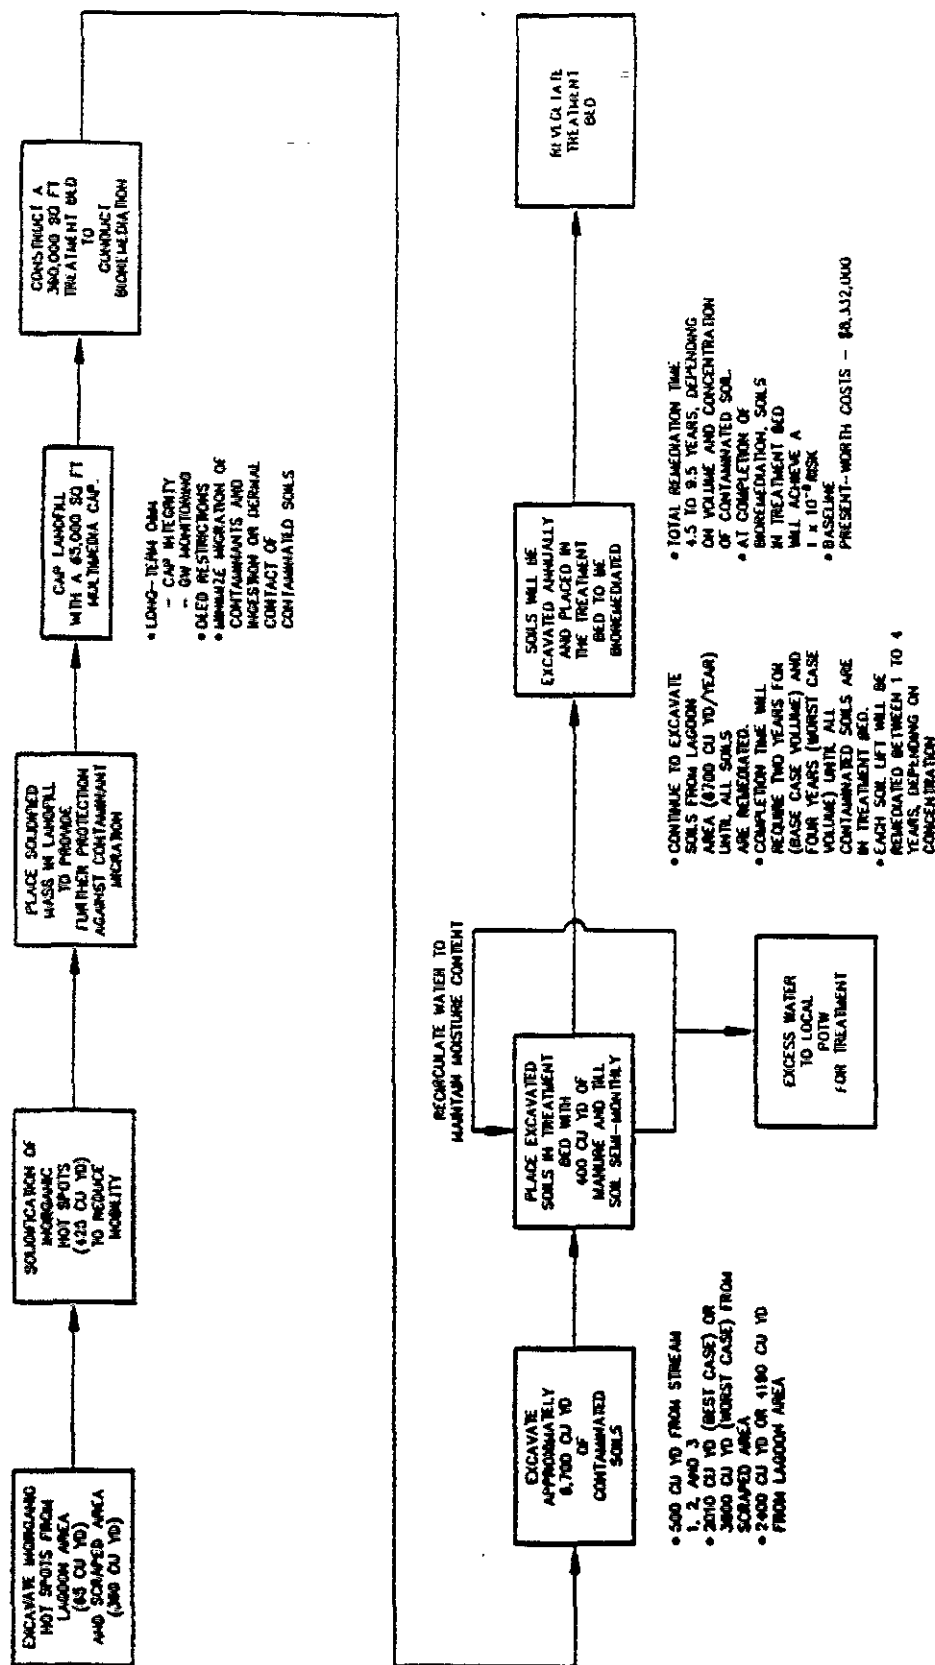 EXCAVATE INORGANIC
HOT SPOTS FROM
LAGOON AREA
(65 CU YD)
AND SCRAPED AREA
(360 CU YD)
SOLIDIFICATION OF
INORGANIC
HOT SPOTS
(425 CU YD)
TO REDUCE
MOBILITY
PLACE SOLIDIFIED
MASS IN LANDFILL
TO PROVIDE
FURTHER PROTECTION
AGAINST CONTAMINANT
MIGRATION
CAP LANDFILL
WITH A 65,000 SQ FT
MULTIMEDIA CAP.
• LONG-TEAM O&M
- CAP INTEGRITY
- GW MONITORING
• DEED RESTRICTIONS
• MINIMIZE MIGRATION OF
CONTAMINANTS AND
INGESTION OR DERMAL
CONTACT OF
CONTAMINATED SOILS
CONSTRUCT A
360,000 SQ FT
TREATMENT BED
TO
CONDUCT
BIOREMEDIATION
EXCAVATE
APPROXIMATELY
6,700 CU YD
OF
CONTAMINATED
SOILS
• 500 CU YD FROM STREAM
1, 2, AND 3
• 2010 CU YD (BEST CASE) OR
3800 CU YD (WORST CASE) FROM
SCRAPED AREA
• 2400 CU YD OR 4190 CU YD
FROM LAGOON AREA
RECIRCULATE WATER TO
MAINTAIN MOISTURE CONTENT
PLACE EXCAVATED
SOILS IN TREATMENT
BED WITH
400 CU YD OF
MANURE AND TILL
SOIL SEMI-MONTHLY
EXCESS WATER
TO LOCAL
POTW
FOR TREATMENT
SOILS WILL BE
EXCAVATED ANNUALLY
AND PLACED IN
THE TREATMENT
BED TO BE
BIOREMEDIATED
• CONTINUE TO EXCAVATE
SOILS FROM LAGOON
AREA (6700 CU YD/YEAR)
UNTIL ALL SOILS
ARE REMEDIATED.
• COMPLETION TIME WILL
REQUIRE TWO YEARS FOR
(BASE CASE VOLUME) AND
FOUR YEARS (WORST CASE
VOLUME) UNTIL ALL
CONTAMINATED SOILS ARE
IN TREATMENT BED.
• EACH SOIL LIFT WILL BE
REMEDIATED BETWEEN 1 TO 4
YEARS, DEPENDING ON
CONCENTRATION
• TOTAL REMEDIATION TIME
4.5 TO 9.5 YEARS, DEPENDING
ON VOLUME AND CONCENTRATION
OF CONTAMINATED SOIL.
• AT COMPLETION OF
BIOREMEDIATION, SOILS
IN TREATMENT BED
WILL ACHIEVE A
1 x 10 RISK
• BASELINE
PRESENT-WORTH COSTS - $8,332,000
REVEGETATE
TREATMENT
BED